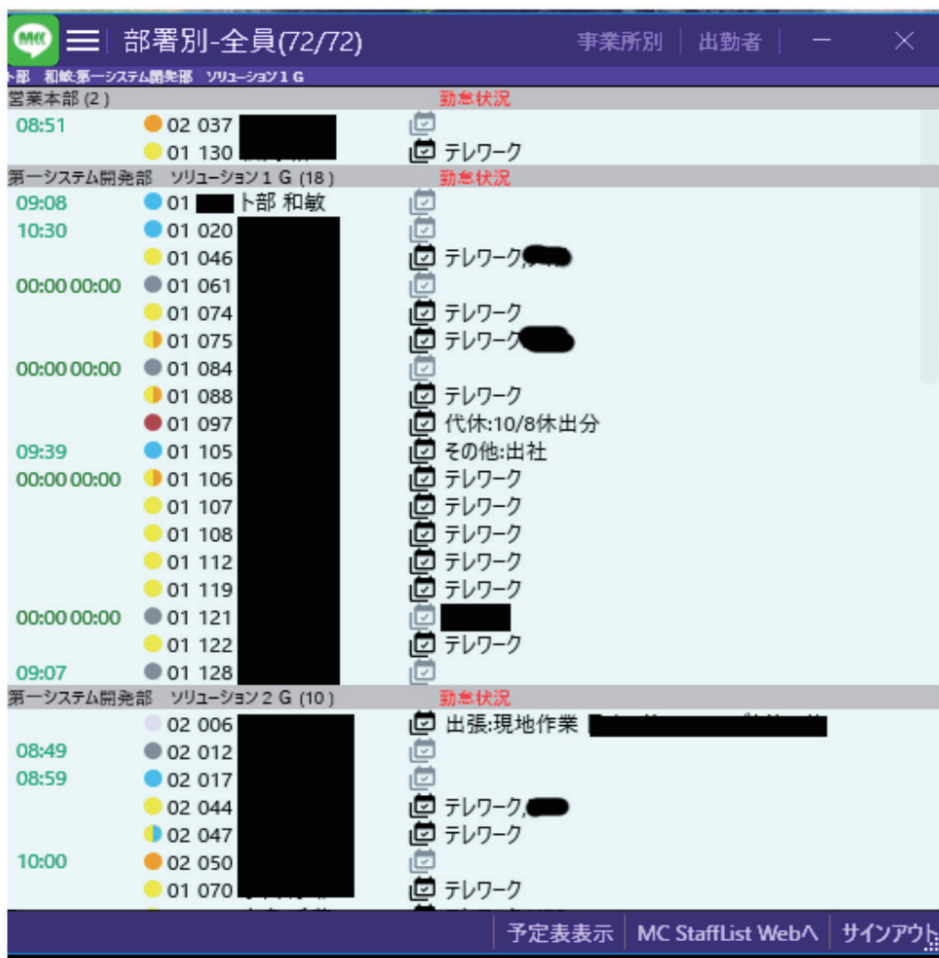 MC 部署別-全員(72/72) 事業所別 出勤者
ト部 和敏:第一システム開発部 ソリューション1G
営業本部 (2) 勤怠状況
08:51 02 037
01 130 テレワーク
第一システム開発部 ソリューション1G (18) 勤怠状況
09:08 01 ト部 和敏
10:30 01 020
01 046 テレワーク,
00:00 00:00 01 061
01 074 テレワーク
01 075 テレワーク
00:00 00:00 01 084
01 088 テレワーク
01 097 代休:10/8休出分
09:39 01 105 その他:出社
00:00 00:00 01 106 テレワーク
01 107 テレワーク
01 108 テレワーク
01 112 テレワーク
01 119 テレワーク
00:00 00:00 01 121
01 122 テレワーク
09:07 01 128
第一システム開発部 ソリューション2G (10) 勤怠状況
02 006 出張:現地作業
08:49 02 012
08:59 02 017
02 044 テレワーク,
02 047 テレワーク
10:00 02 050
01 070 テレワーク
予定表表示 MC StaffList Webへ サインアウト